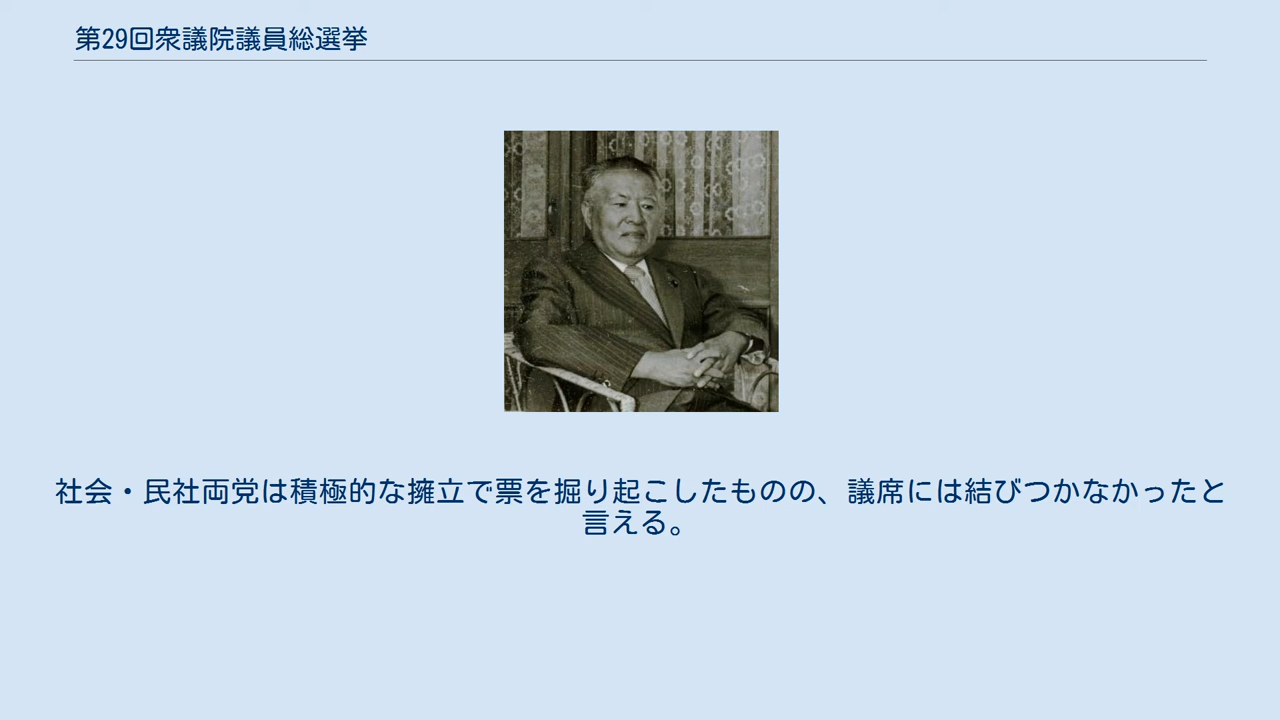 第29回衆議院議員総選挙
社会・民社両党は積極的な擁立で票を掘り起こしたものの、議席には結びつかなかったと
言える。